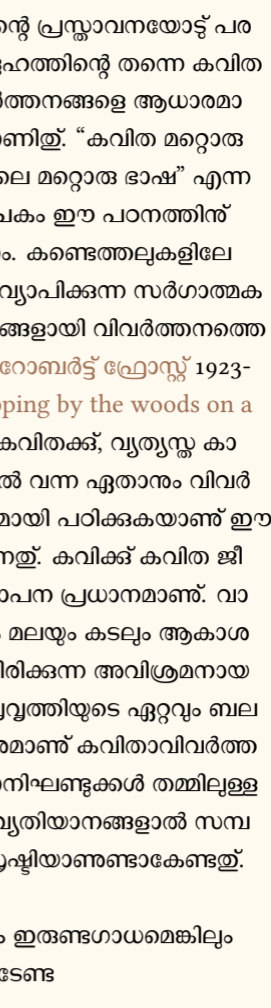 ന്റെ പ്രസ്താവനയോടു് പര
ഹത്തിന്റെ തന്നെ കവിത
ർത്തനങ്ങളെ ആധാരമാ
ണിതു്. “കവിത മറ്റൊരു
ലെ മറ്റൊരു ഭാഷ” എന്ന
പകം ഈ പഠനത്തിനു്
ം. കണ്ടെത്തലുകളിലേ
വ്യാപിക്കുന്ന സർഗാത്മക
ങ്ങളായി വിവർത്തനത്തെ
റോബർട്ട് ഫ്രോസ്റ്റ് 1923-
pping by the woods on a
കവിതക്കു്, വ്യത്യസ്ത കാ
ൽ വന്ന ഏതാനും വിവർ
മായി പഠിക്കുകയാണു് ഈ
നതു്. കവിക്കു് കവിത ജീ
ാപന പ്രധാനമാണു്. വാ
മലയും കടലും ആകാശ
ിരിക്കുന്ന അവിശ്രമനായ
പ്രവൃത്തിയുടെ ഏറ്റവും ബല
രമാണു് കവിതാവിവർത്ത
നിഘണ്ടുക്കൾ തമ്മിലുള്ള
വ്യതിയാനങ്ങളാൽ സമ്പ
സൃഷ്ടിയാണുണ്ടാകേണ്ടതു്.
ം ഇരുണ്ടഗാധമെങ്കിലും
ടേണ്ട